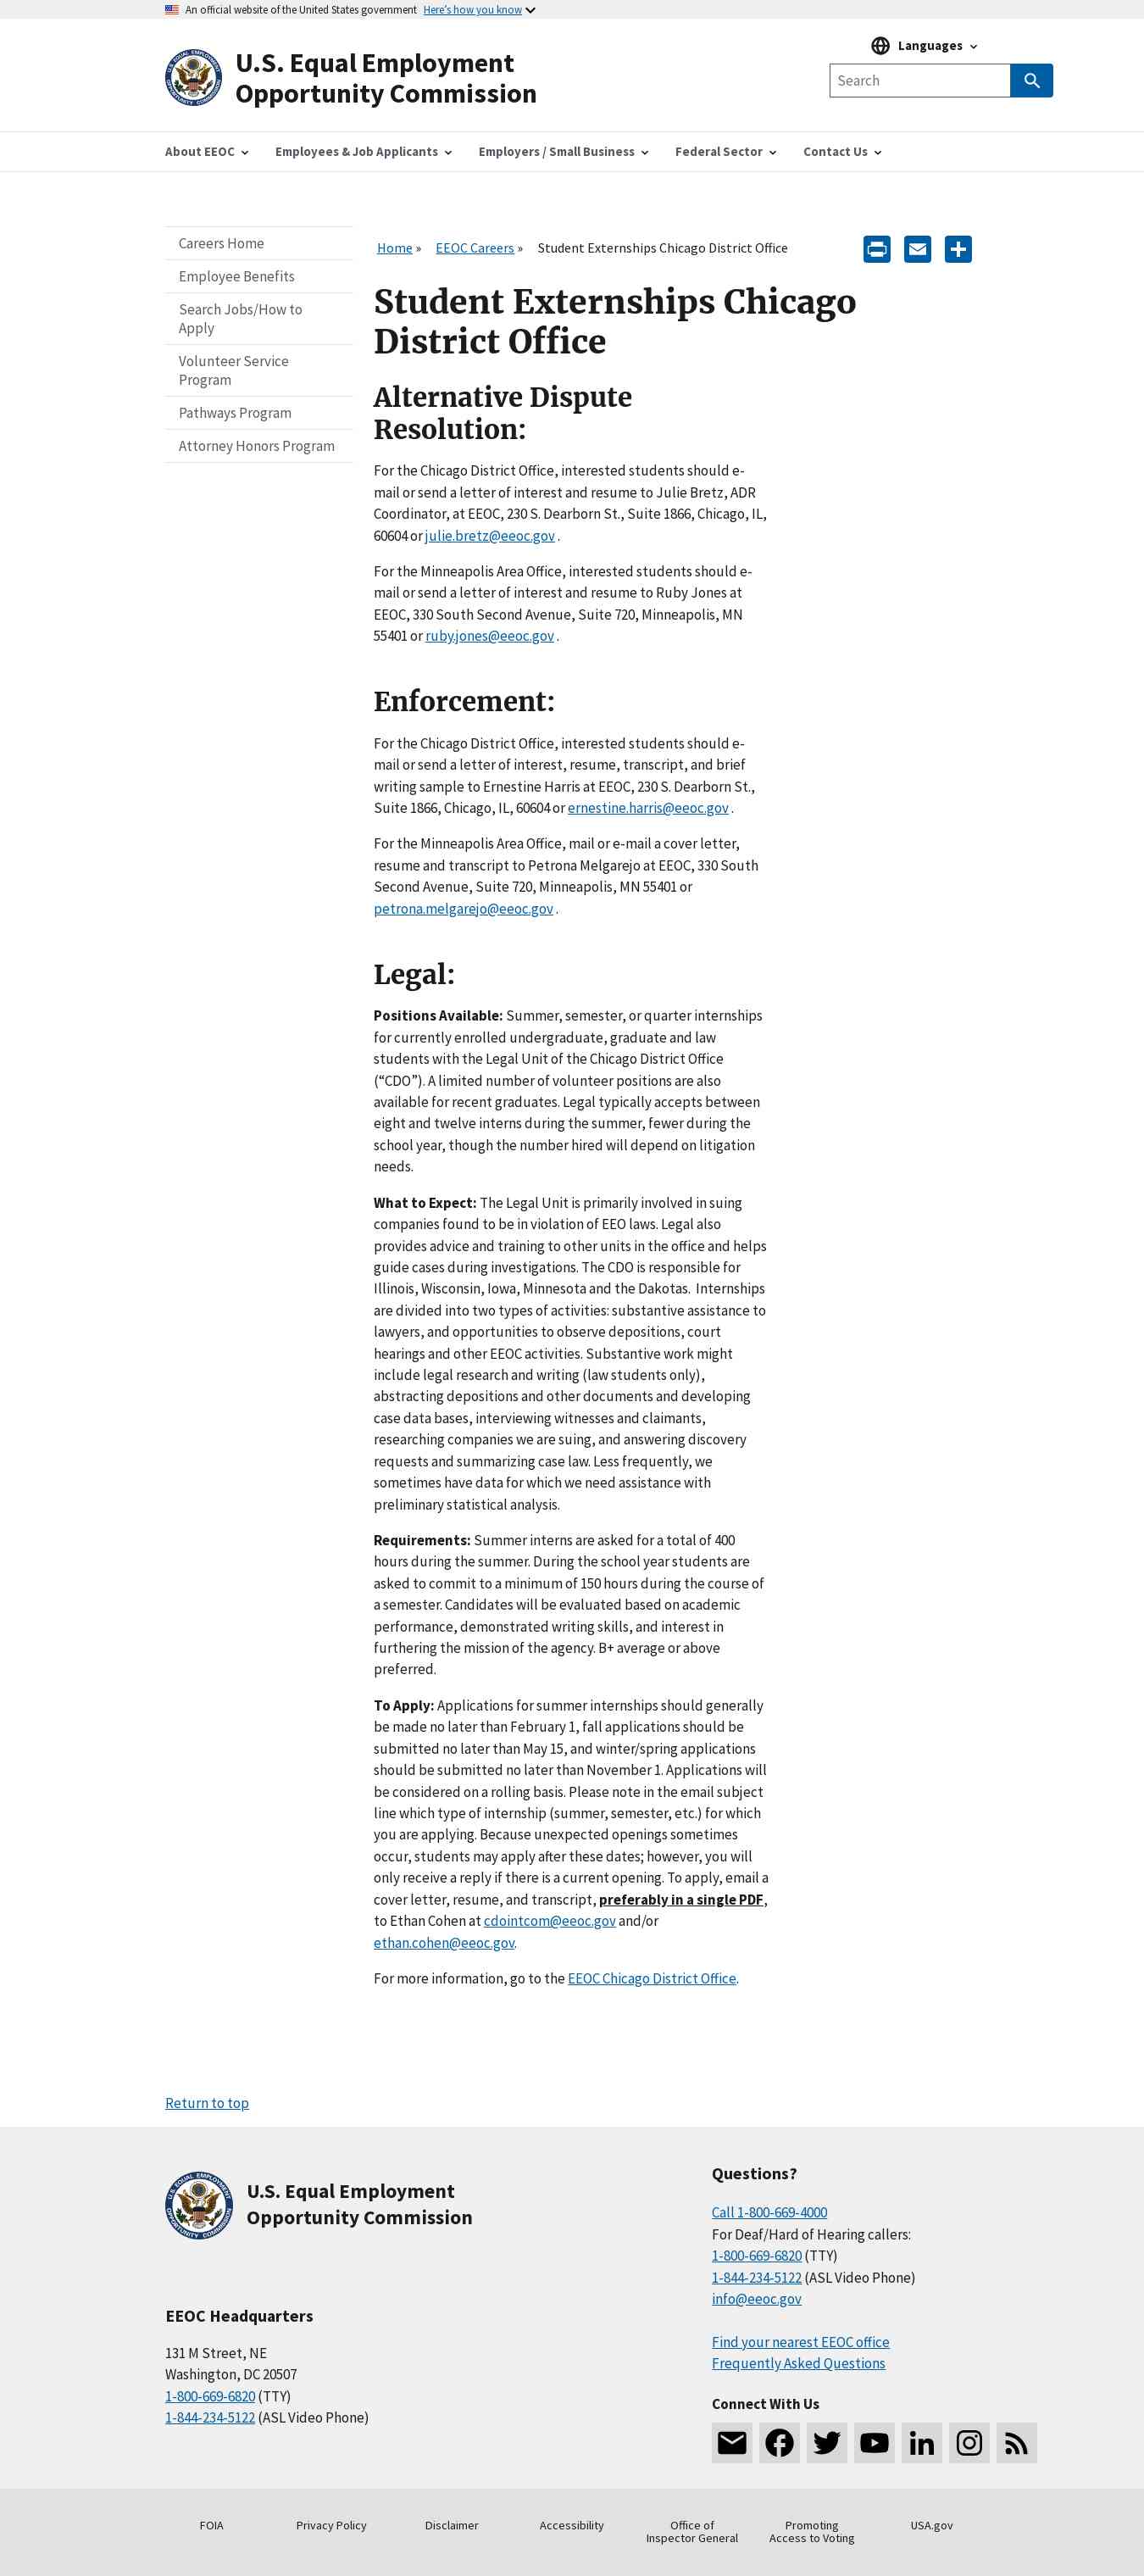 An official website of the United States government Here's how you know
Languages
U.S. Equal Employment
Opportunity Commission
Search
About EEOC
Employees & Job Applicants
Employers / Small Business
Federal Sector
Contact Us
Careers Home
Employee Benefits
Search Jobs/How to
Apply
Volunteer Service
Program
Pathways Program
Attorney Honors Program
Home » EEOC Careers » Student Externships Chicago District Office
Student Externships Chicago
District Office
Alternative Dispute
Resolution:
For the Chicago District Office, interested students should e-
mail or send a letter of interest and resume to Julie Bretz, ADR
Coordinator, at EEOC, 230 S. Dearborn St., Suite 1866, Chicago, IL,
60604 or julie.bretz@eeoc.gov .
For the Minneapolis Area Office, interested students should e-
mail or send a letter of interest and resume to Ruby Jones at
EEOC, 330 South Second Avenue, Suite 720, Minneapolis, MN
55401 or ruby.jones@eeoc.gov .
Enforcement:
For the Chicago District Office, interested students should e-
mail or send a letter of interest, resume, transcript, and brief
writing sample to Ernestine Harris at EEOC, 230 S. Dearborn St.,
Suite 1866, Chicago, IL, 60604 or ernestine.harris@eeoc.gov .
For the Minneapolis Area Office, mail or e-mail a cover letter,
resume and transcript to Petrona Melgarejo at EEOC, 330 South
Second Avenue, Suite 720, Minneapolis, MN 55401 or
petrona.melgarejo@eeoc.gov .
Legal:
Positions Available: Summer, semester, or quarter internships
for currently enrolled undergraduate, graduate and law
students with the Legal Unit of the Chicago District Office
(“CDO”). A limited number of volunteer positions are also
available for recent graduates. Legal typically accepts between
eight and twelve interns during the summer, fewer during the
school year, though the number hired will depend on litigation
needs.
What to Expect: The Legal Unit is primarily involved in suing
companies found to be in violation of EEO laws. Legal also
provides advice and training to other units in the office and helps
guide cases during investigations. The CDO is responsible for
Illinois, Wisconsin, Iowa, Minnesota and the Dakotas. Internships
are divided into two types of activities: substantive assistance to
lawyers, and opportunities to observe depositions, court
hearings and other EEOC activities. Substantive work might
include legal research and writing (law students only),
abstracting depositions and other documents and developing
case data bases, interviewing witnesses and claimants,
researching companies we are suing, and answering discovery
requests and summarizing case law. Less frequently, we
sometimes have data for which we need assistance with
preliminary statistical analysis.
Requirements: Summer interns are asked for a total of 400
hours during the summer. During the school year students are
asked to commit to a minimum of 150 hours during the course of
a semester. Candidates will be evaluated based on academic
performance, demonstrated writing skills, and interest in
furthering the mission of the agency. B+ average or above
preferred.
To Apply: Applications for summer internships should generally
be made no later than February 1, fall applications should be
submitted no later than May 15, and winter/spring applications
should be submitted no later than November 1. Applications will
be considered on a rolling basis. Please note in the email subject
line which type of internship (summer, semester, etc.) for which
you are applying. Because unexpected openings sometimes
occur, students may apply after these dates; however, you will
only receive a reply if there is a current opening. To apply, email a
cover letter, resume, and transcript, preferably in a single PDF,
to Ethan Cohen at cdointcom@eeoc.gov and/or
ethan.cohen@eeoc.gov.
For more information, go to the EEOC Chicago District Office.
Return to top
U.S. Equal Employment
Opportunity Commission
EEOC Headquarters
131 M Street, NE
Washington, DC 20507
1-800-669-6820 (TTY)
1-844-234-5122 (ASL Video Phone)
Questions?
Call 1-800-669-4000
For Deaf/Hard of Hearing callers:
1-800-669-6820 (TTY)
1-844-234-5122 (ASL Video Phone)
info@eeoc.gov
Find your nearest EEOC office
Frequently Asked Questions
Connect With Us
FOIA
Privacy Policy
Disclaimer
Accessibility
Office of
Inspector General
Promoting
Access to Voting
USA.gov